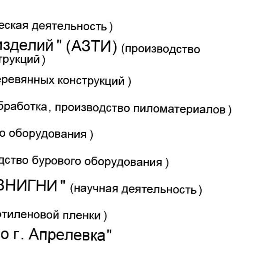 еская деятельность)
изделий" (АЗТИ) (производство
трукций)
еревянных конструкций)
бработка, производство пиломатериалов)
о оборудования)
дство бурового оборудования)
ВНИГНИ" (научная деятельность)
этиленовой пленки)
о г. Апрелевка"